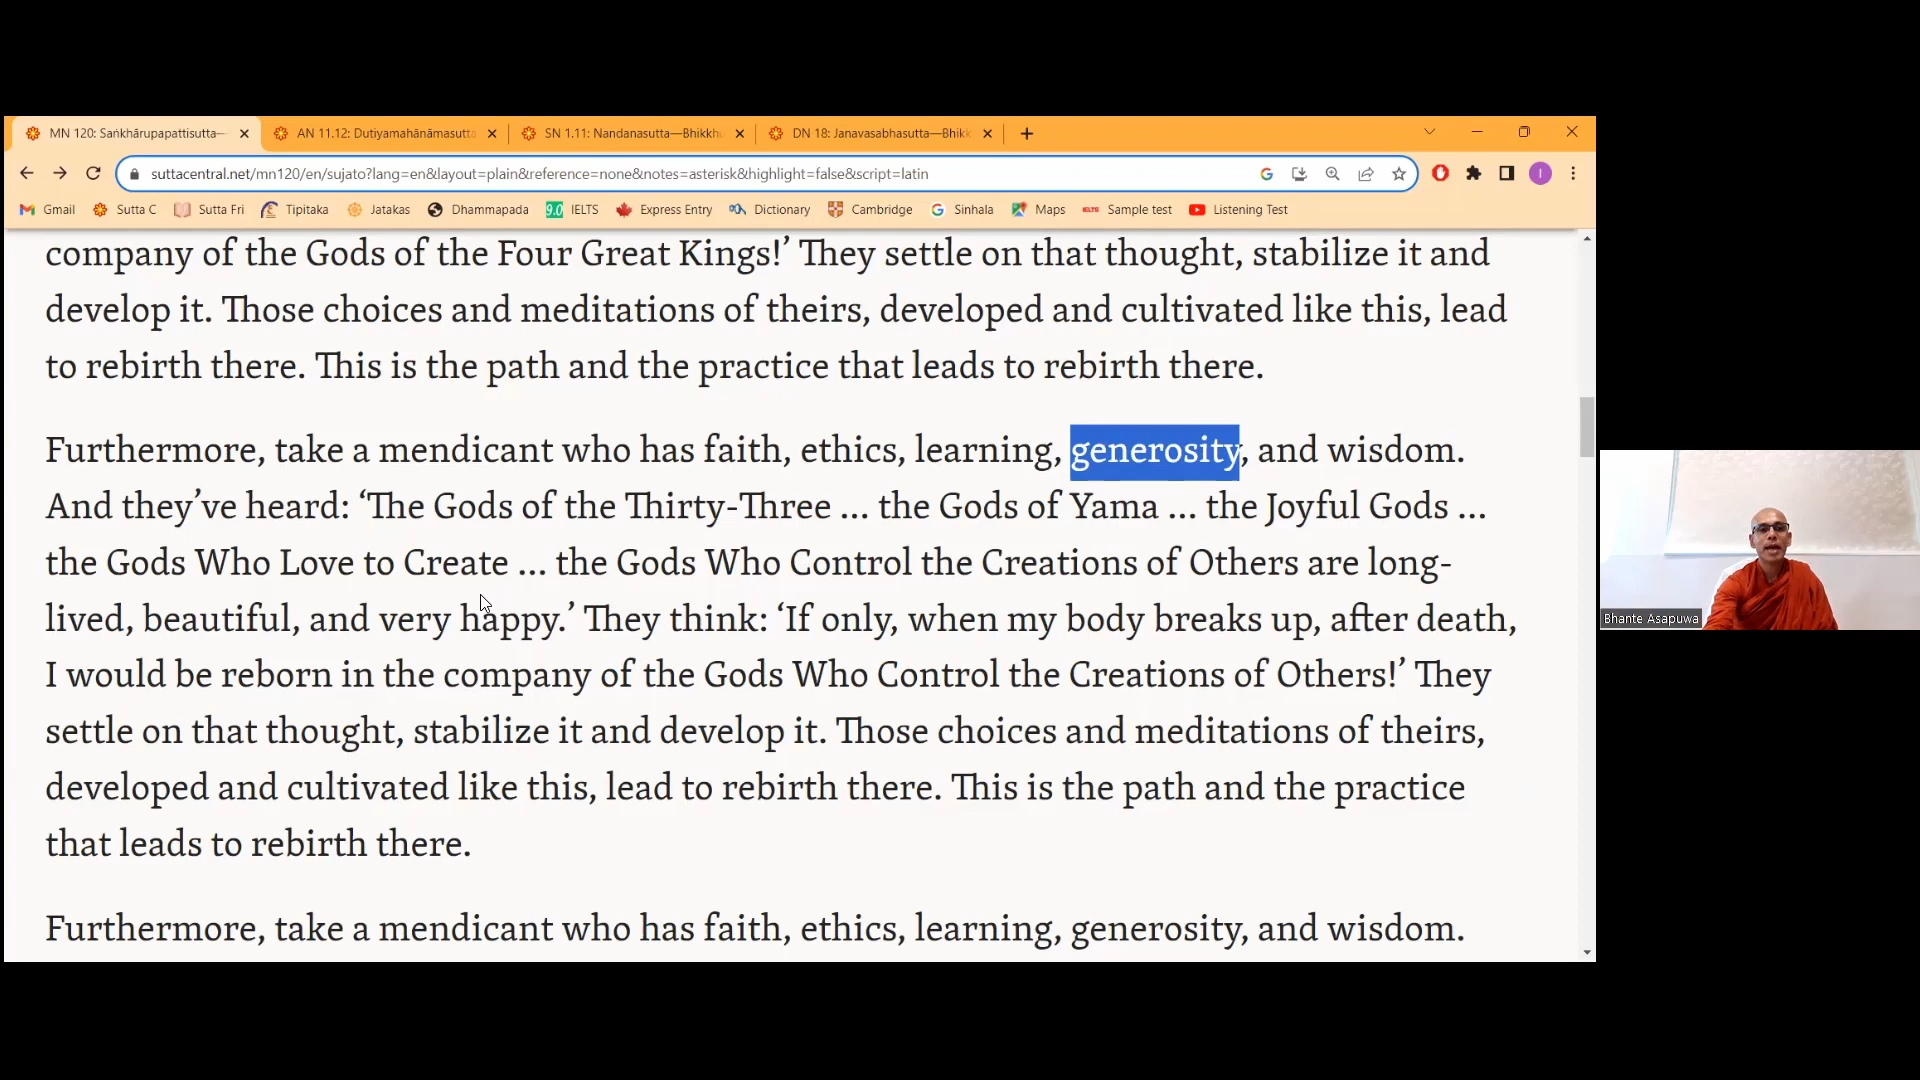 MN 120: Saṅkhārupapattisutta—
AN 11.12: Dutiyamahānāmasutta
SN 1.11: Nandanasutta—Bhikkhu
DN 18: Janavasabhasutta—Bhikk
suttacentral.net/mn120/en/sujato?lang=en&layout=plain&reference=none&notes=asterisk&highlight=false&script=latin
Gmail Sutta C Sutta Fri Tipitaka Jatakas Dhammapada 9.0 IELTS Express Entry Dictionary Cambridge Sinhala Maps IELTS Sample test Listening Test
company of the Gods of the Four Great Kings!’ They settle on that thought, stabilize it and
develop it. Those choices and meditations of theirs, developed and cultivated like this, lead
to rebirth there. This is the path and the practice that leads to rebirth there.
Furthermore, take a mendicant who has faith, ethics, learning, generosity, and wisdom.
And they’ve heard: ‘The Gods of the Thirty-Three … the Gods of Yama … the Joyful Gods …
the Gods Who Love to Create … the Gods Who Control the Creations of Others are long-
lived, beautiful, and very happy.’ They think: ‘If only, when my body breaks up, after death,
I would be reborn in the company of the Gods Who Control the Creations of Others!’ They
settle on that thought, stabilize it and develop it. Those choices and meditations of theirs,
developed and cultivated like this, lead to rebirth there. This is the path and the practice
that leads to rebirth there.
Furthermore, take a mendicant who has faith, ethics, learning, generosity, and wisdom.
Bhante Asapuwa